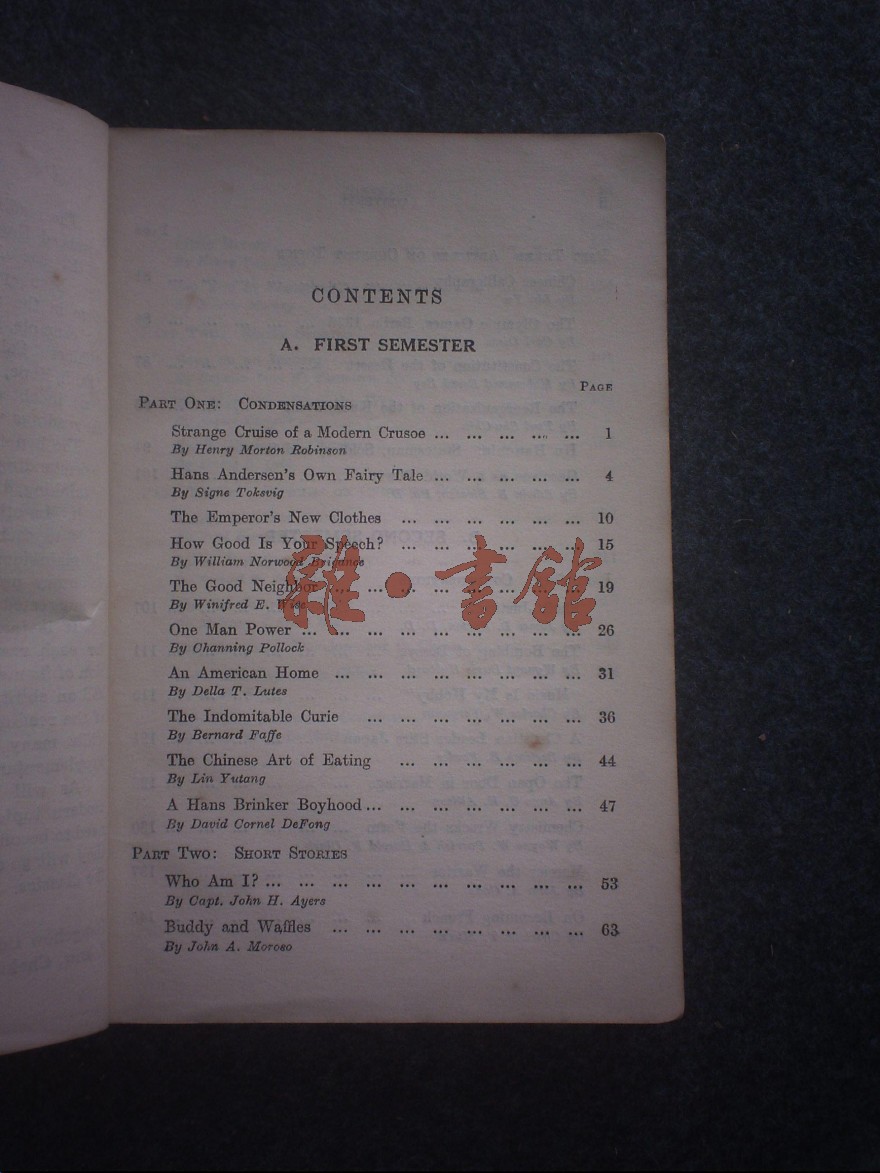 CONTENTS
A. FIRST SEMESTER
PAGE
PART ONE: CONDENSATIONS
Strange Cruise of a Modern Crusoe ... ... ... ... ... 1
By Henry Morton Robinson
Hans Andersen's Own Fairy Tale ... ... ... ... ... 4
By Signe Toksvig
The Emperor's New Clothes ... ... ... ... ... ... 10
How Good Is Your Speech? ... ... ... ... ... ... 15
By William Norwood Brigance
The Good Neighbor ... ... ... ... ... ... ... ... 19
By Winifred E. Wise
One Man Power ... ... ... ... ... ... ... ... ... 26
By Channing Pollock
An American Home ... ... ... ... ... ... ... ... 31
By Della T. Lutes
The Indomitable Curie ... ... ... ... ... ... ... 36
By Bernard Faffe
The Chinese Art of Eating ... ... ... ... ... ... 44
By Lin Yutang
A Hans Brinker Boyhood ... ... ... ... ... ... ... 47
By David Cornel DeFong
PART TWO: SHORT STORIES
Who Am I? ... ... ... ... ... ... ... ... ... ... 53
By Capt. John H. Ayers
Buddy and Waffles ... ... ... ... ... ... ... ... 63
By John A. Moroso
雜·書館